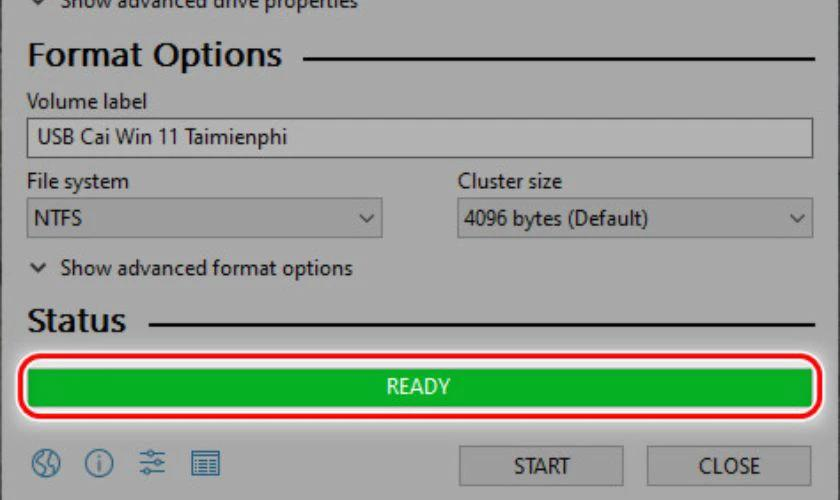 Show advanced drive properties
Format Options
Volume label
USB Cai Win 11 Taimienphi
File system
Cluster size
NTFS
4096 bytes (Default)
Show advanced format options
Status
READY
START
CLOSE